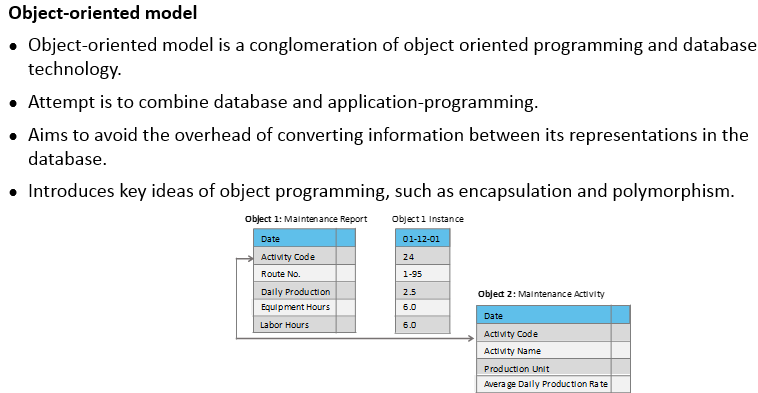 Object-oriented model
• Object-oriented model is a conglomeration of object oriented programming and database
technology.
• Attempt is to combine database and application-programming.
• Aims to avoid the overhead of converting information between its representations in the
database.
• Introduces key ideas of object programming, such as encapsulation and polymorphism.
Object 1: Maintenance Report
Date
Activity Code
Route No.
Daily Production
Equipment Hours
Labor Hours
Object 1 Instance
01-12-01
24
1-95
2.5
6.0
6.0
Object 2: Maintenance Activity
Date
Activity Code
Activity Name
Production Unit
Average Daily Production Rate